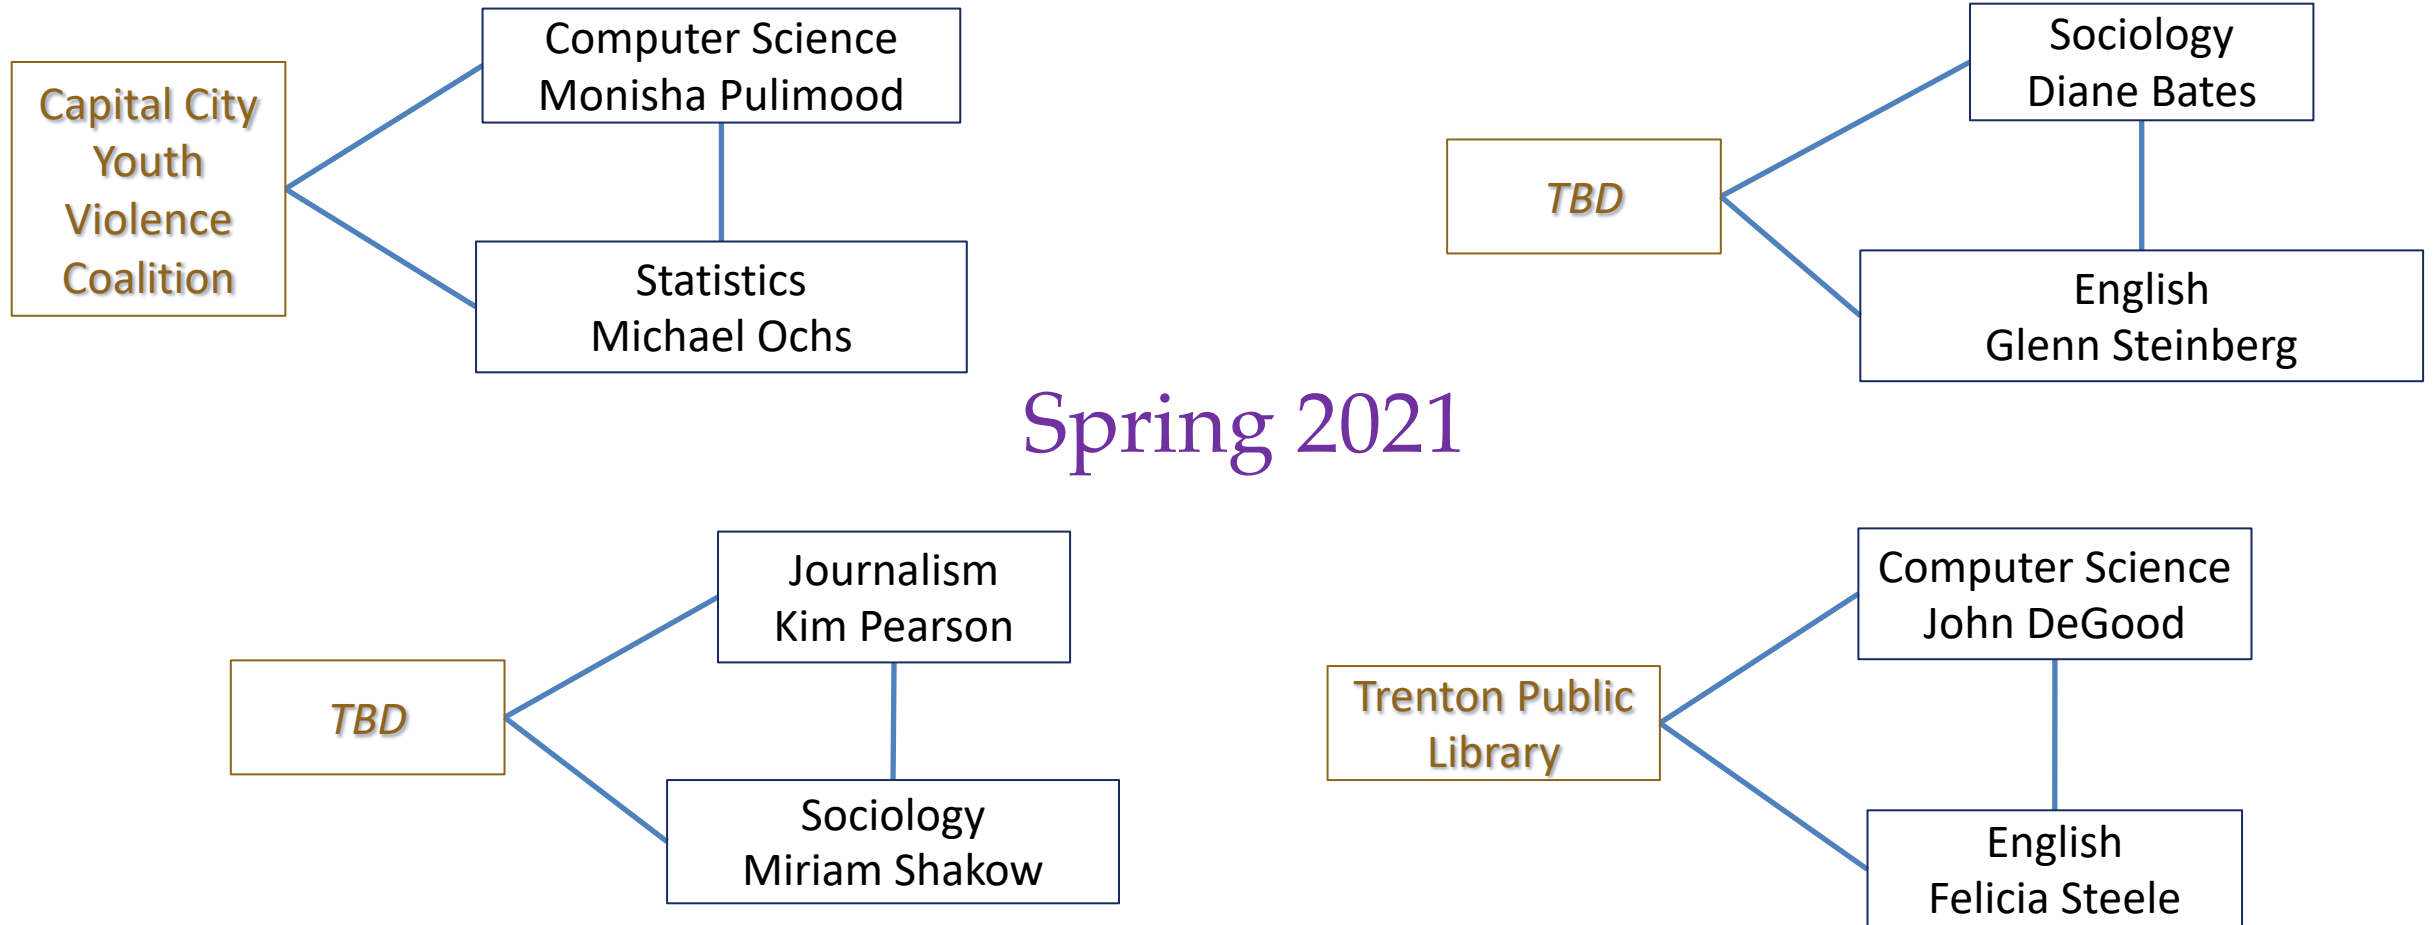 Capital City
Youth
Violence
Coalition
Computer Science
Monisha Pulimood
Statistics
Michael Ochs
TBD
Sociology
Diane Bates
English
Glenn Steinberg
Spring 2021
TBD
Journalism
Kim Pearson
Sociology
Miriam Shakow
Trenton Public
Library
Computer Science
John DeGood
English
Felicia Steele